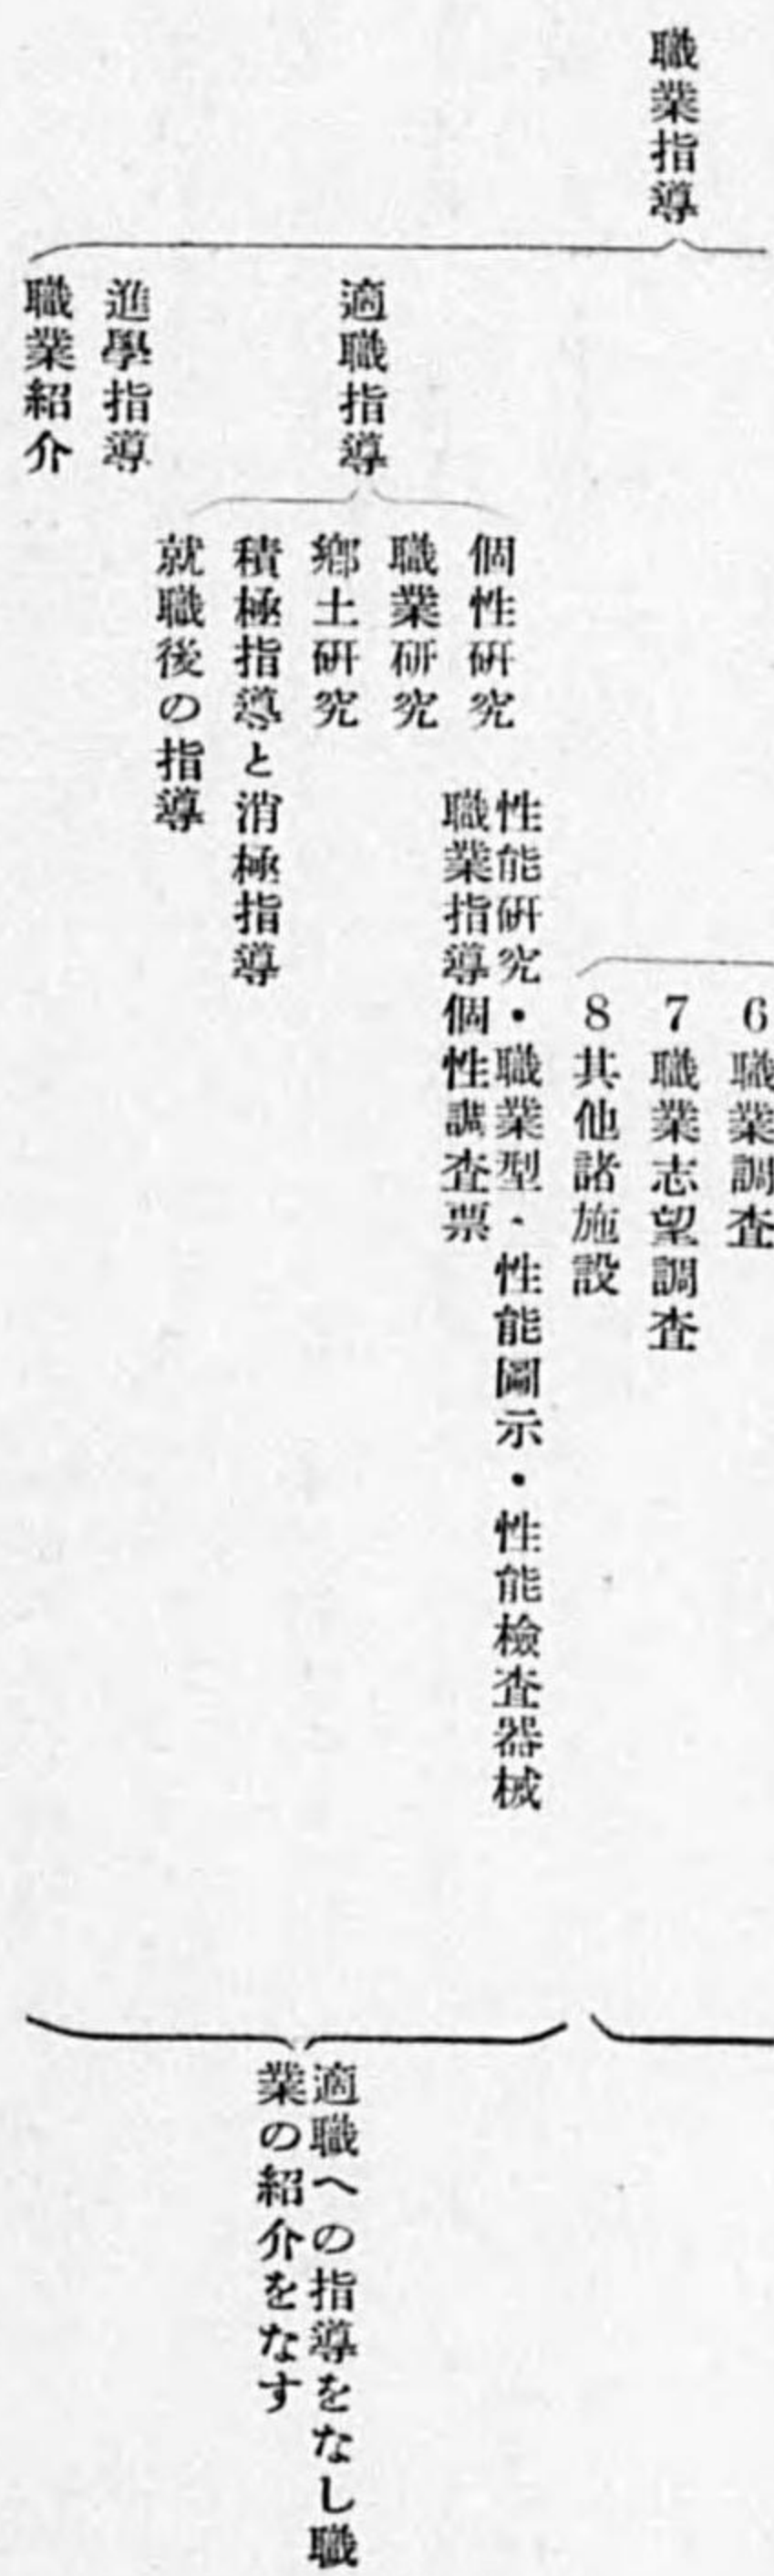 職業指導
6 職業調査
7 職業志望調査
8 其他諸施設
適職指導
個性研究
性能研究・職業型・性能圖示・性能檢査器械
職業指導個性調査票
職業研究
鄕土研究
積極指導と消極指導
就職後の指導
進學指導
職業紹介
適職への指導をなし職
業の紹介をなす